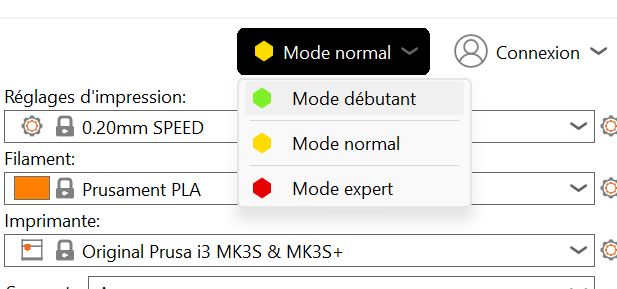 Mode normal
Connexion
Mode débutant
Mode normal
Mode expert
Réglages d'impression:
0.20mm SPEED
Filament:
Prusament PLA
Imprimante:
Original Prusa i3 MK3S & MK3S+